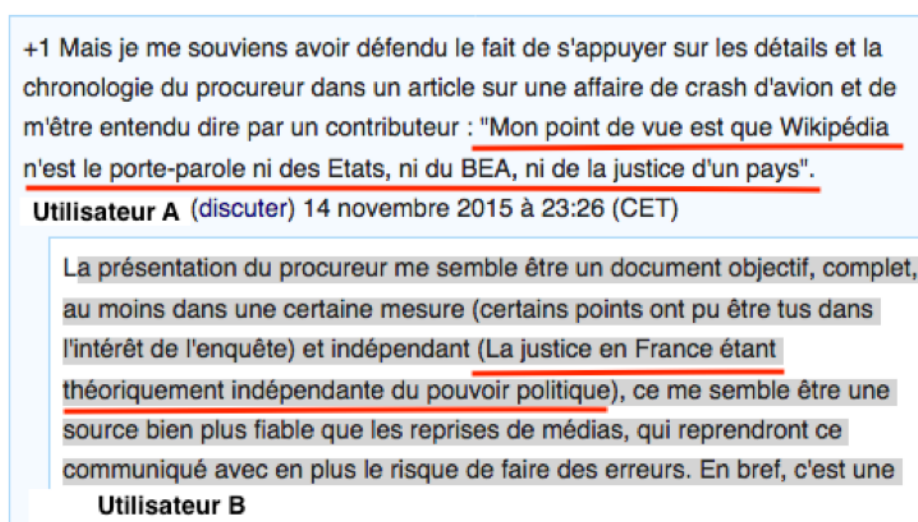 +1 Mais je me souviens avoir défendu le fait de s'appuyer sur les détails et la
chronologie du procureur dans un article sur une affaire de crash d'avion et de
m'être entendu dire par un contributeur : "Mon point de vue est que Wikipédia
n'est le porte-parole ni des Etats, ni du BEA, ni de la justice d'un pays".
Utilisateur A (discuter) 14 novembre 2015 à 23:26 (CET)
La présentation du procureur me semble être un document objectif, complet,
au moins dans une certaine mesure (certains points ont pu être tus dans
l'intérêt de l'enquête) et indépendant (La justice en France étant
théoriquement indépendante du pouvoir politique), ce me semble être une
source bien plus fiable que les reprises de médias, qui reprendront ce
communiqué avec en plus le risque de faire des erreurs. En bref, c'est une
Utilisateur B